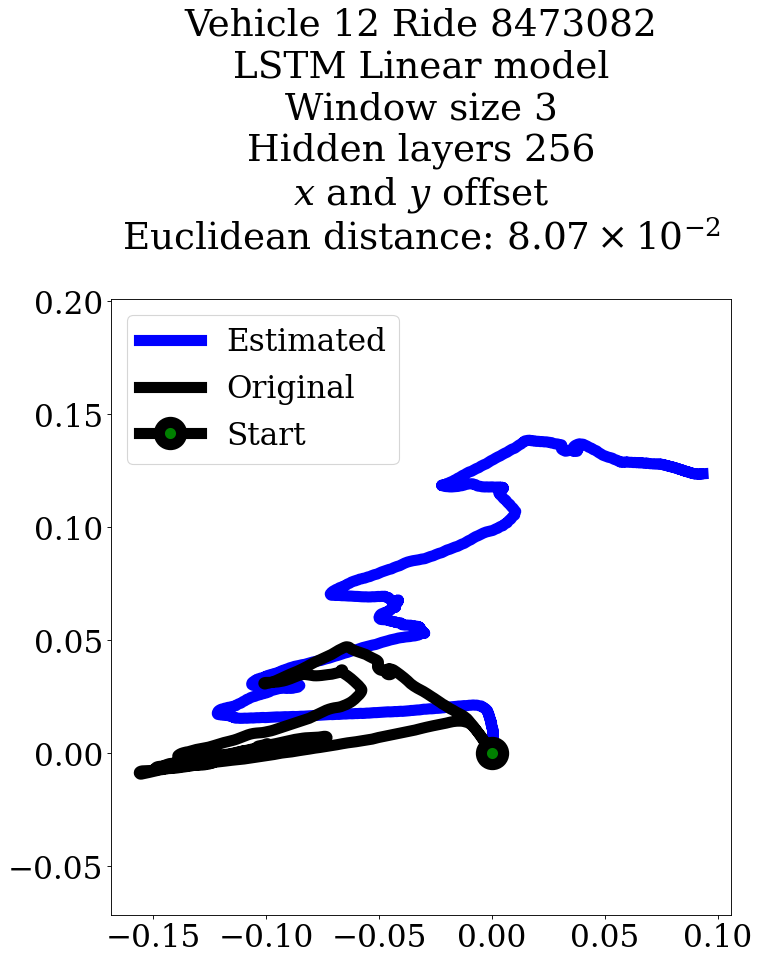 Vehicle 12 Ride 8473082
LSTM Linear model
Window size 3
Hidden layers 256
x and y offset
Euclidean distance: 8.07 × 10⁻²
Estimated
Original
Start
0.20
0.15
0.10
0.05
0.00
−0.05
−0.15 −0.10 −0.05 0.00 0.05 0.10